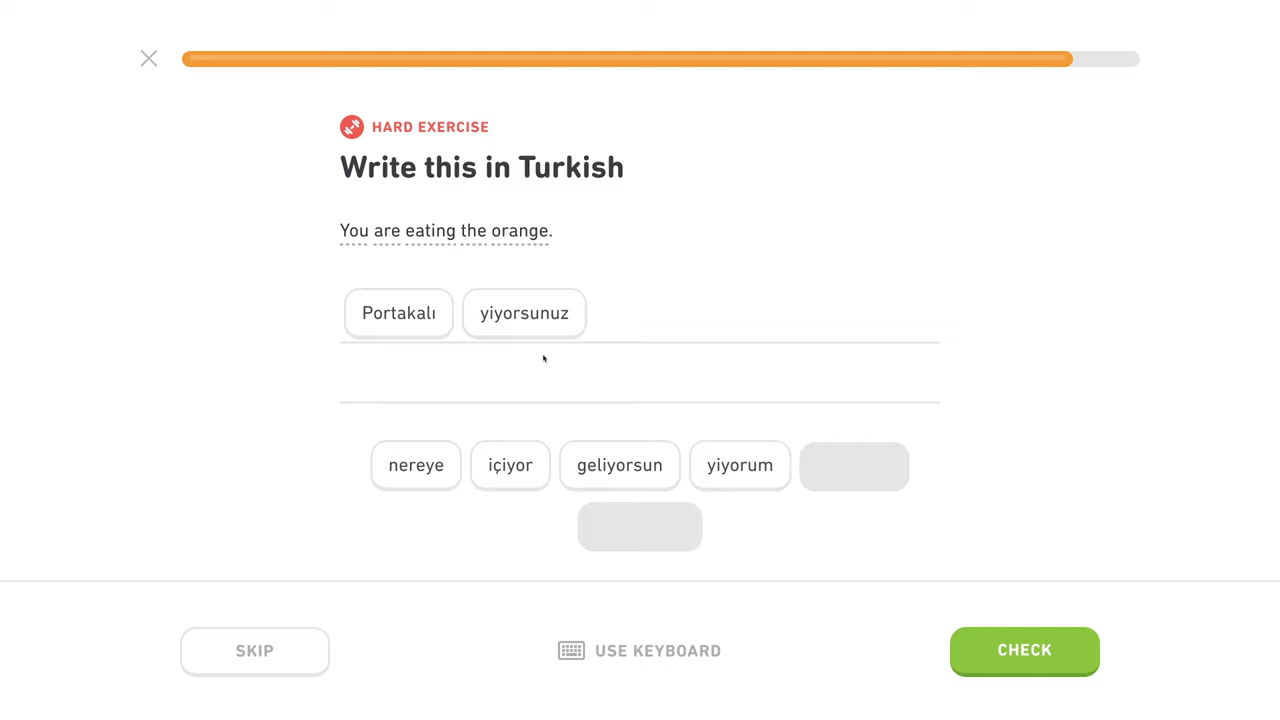 HARD EXERCISE
Write this in Turkish
You are eating the orange.
Portakalı yiyorsunuz
nereye içiyor geliyorsun yiyorum
SKIP USE KEYBOARD CHECK